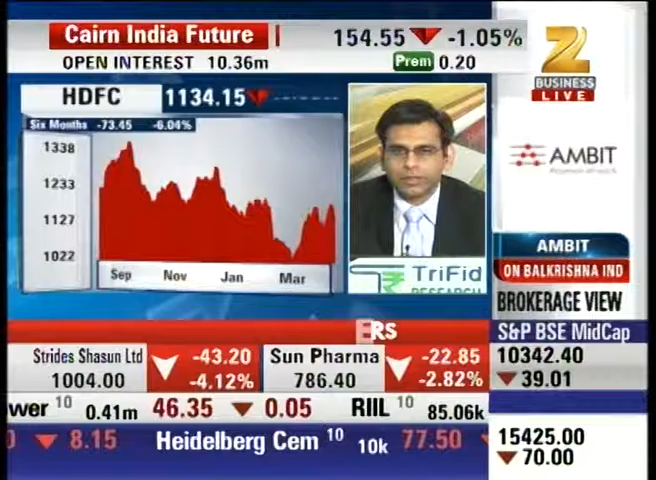 Cairn India Future
154.55 -1.05%
OPEN INTEREST 10.36m
Prem 0.20
Z
BUSINESS
LIVE
HDFC 1134.15
Six Months -73.45 -6.04%
1338
1233
1127
1022
Sep Nov Jan Mar
TriFid
RESEARCH
AMBIT
AMBIT
ON BALKRISHNA IND
BROKERAGE VIEW
ERS
S&P BSE MidCap
10342.40
39.01
Strides Shasun Ltd
1004.00
-43.20
-4.12%
Sun Pharma
786.40
-22.85
-2.82%
wer 10 0.41m 46.35 0.05 RIIL 10 85.06k
0 8.15 Heidelberg Cem 10 10k 77.50
15425.00
70.00